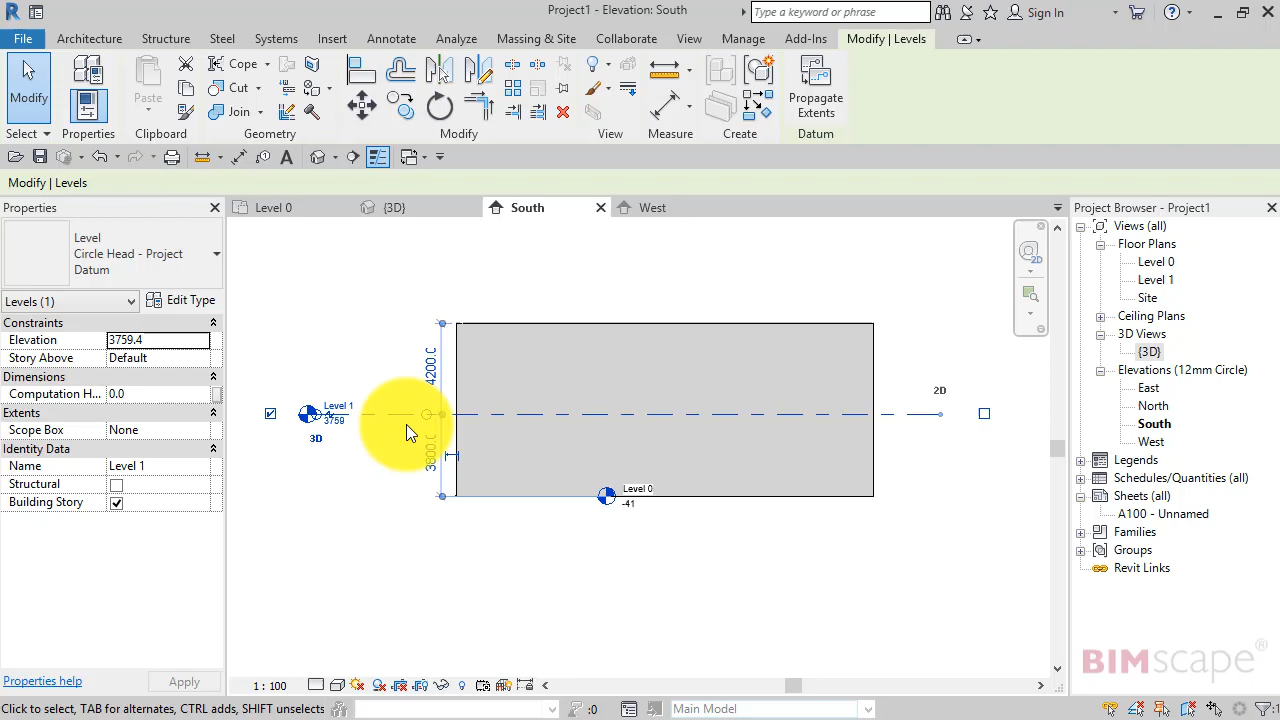 Project1 - Elevation: South
Type a keyword or phrase
Sign In
File
Architecture
Structure
Steel
Systems
Insert
Annotate
Analyze
Massing & Site
Collaborate
View
Manage
Add-Ins
Modify | Levels
Modify
Paste
Cope
Cut
Join
Propagate
Extents
Select
Properties
Clipboard
Geometry
Modify
View
Measure
Create
Datum
Modify | Levels
Properties
Level 0
{3D}
South
West
Project Browser - Project1
Level
Circle Head - Project
Datum
Levels (1)
Edit Type
Constraints
Elevation
3759.4
Story Above
Default
Dimensions
Computation H...
0.0
Extents
Scope Box
None
Identity Data
Name
Level 1
Structural
Building Story
Properties help
Apply
4200.0
3800.0
Level 1
3759
3D
2D
Level 0
-41
2D
Views (all)
Floor Plans
Level 0
Level 1
Site
Ceiling Plans
3D Views
{3D}
Elevations (12mm Circle)
East
North
South
West
Legends
Schedules/Quantities (all)
Sheets (all)
A100 - Unnamed
Families
Groups
Revit Links
BIMscape®
1 : 100
Click to select, TAB for alternates, CTRL adds, SHIFT unselects
:0
Main Model
:1